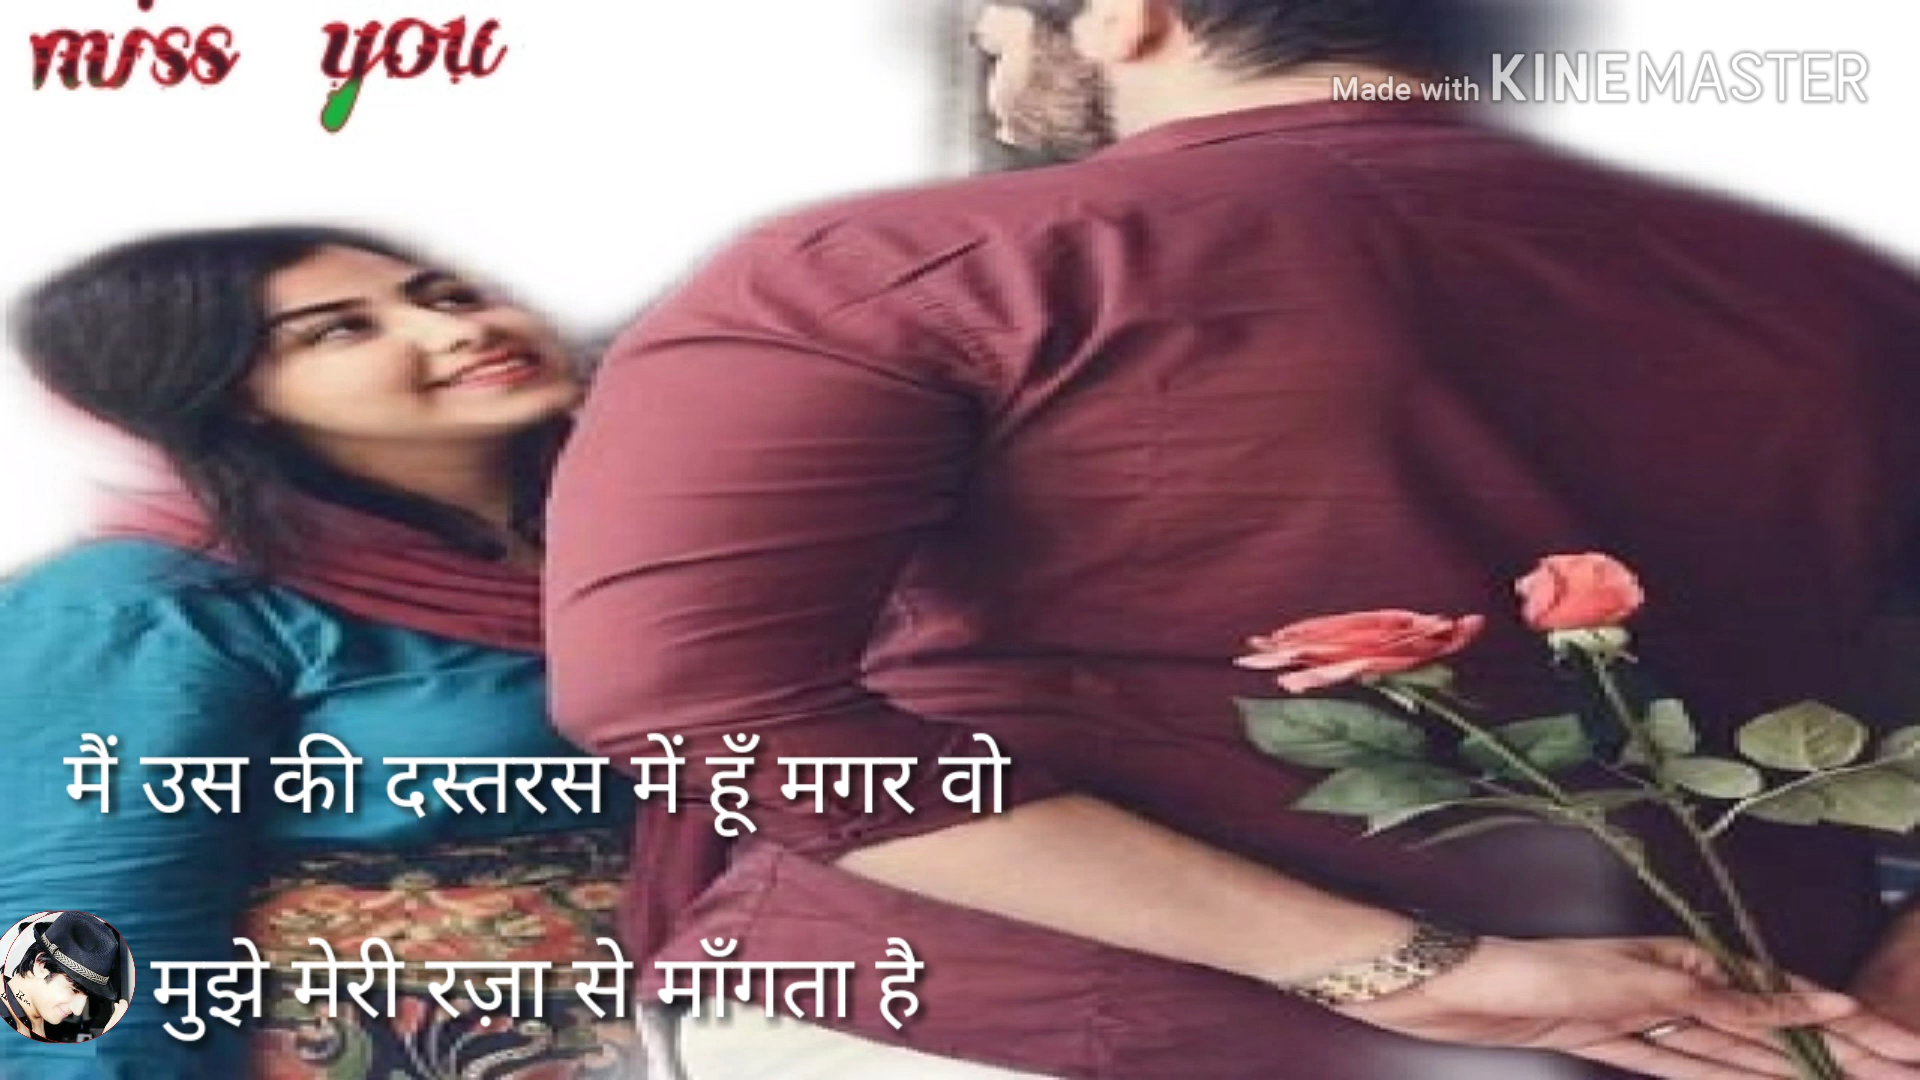 miss you
Made with KINEMASTER
मैं उस की दस्तरस में हूँ मगर वो
मुझे मेरी रज़ा से माँगता है